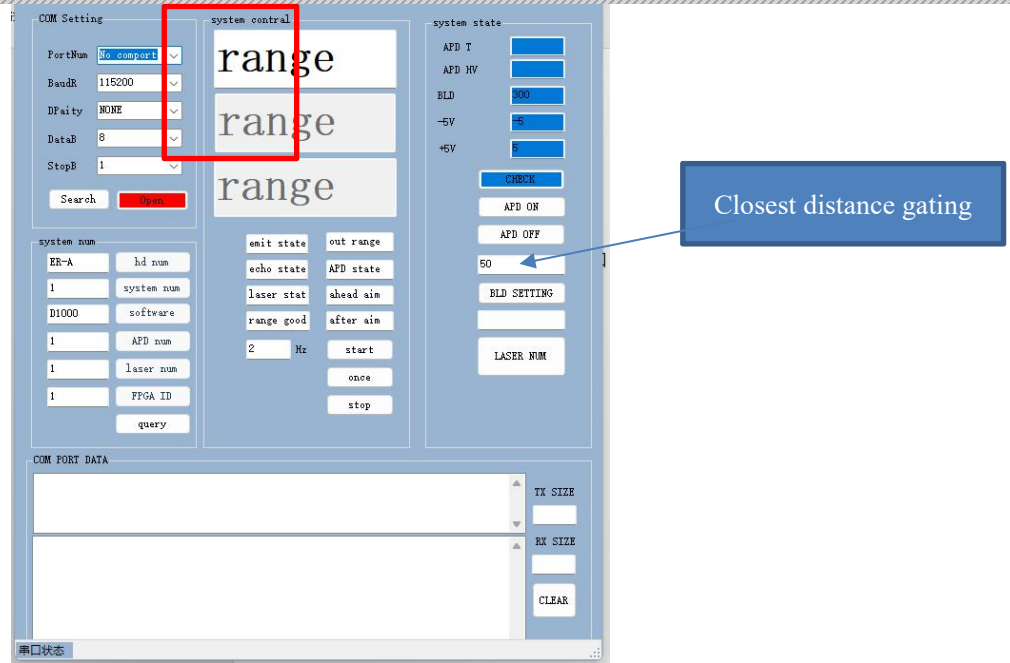 COM Setting
PortNum No comport
BaudR 115200
DPaity NONE
DataB 8
StopB 1
Search Open
system contral
range
range
range
system state
APD T
APD HV
BLD 300
-5V -5
+5V 5
CHECK
APD ON
APD OFF
50
BLD SETTING
LASER NUM
Closest distance gating
system num
ER-A hd num
1 system num
D1000 software
1 APD num
1 laser num
1 FPGA ID
query
emit state out range
echo state APD state
laser stat ahead aim
range good after aim
2 Hz start
once
stop
COM PORT DATA
TX SIZE
RX SIZE
CLEAR
串口状态